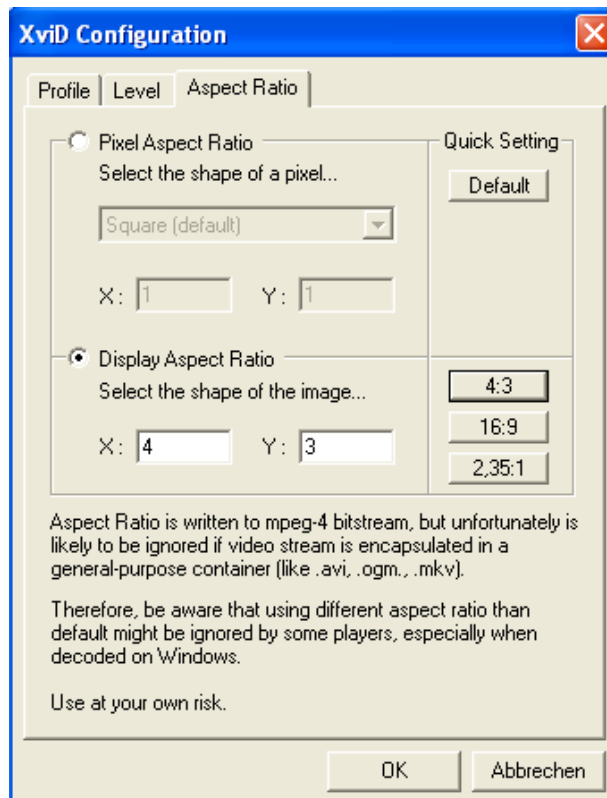 XviD Configuration
Profile Level Aspect Ratio
Pixel Aspect Ratio
Quick Setting
Select the shape of a pixel...
Default
Square (default)
X: 1 Y: 1
Display Aspect Ratio
Select the shape of the image...
4:3
16:9
X: 4 Y: 3
2,35:1
Aspect Ratio is written to mpeg-4 bitstream, but unfortunately is
likely to be ignored if video stream is encapsulated in a
general-purpose container (like .avi, .ogm., .mkv).
Therefore, be aware that using different aspect ratio than
default might be ignored by some players, especially when
decoded on Windows.
Use at your own risk.
OK Abbrechen